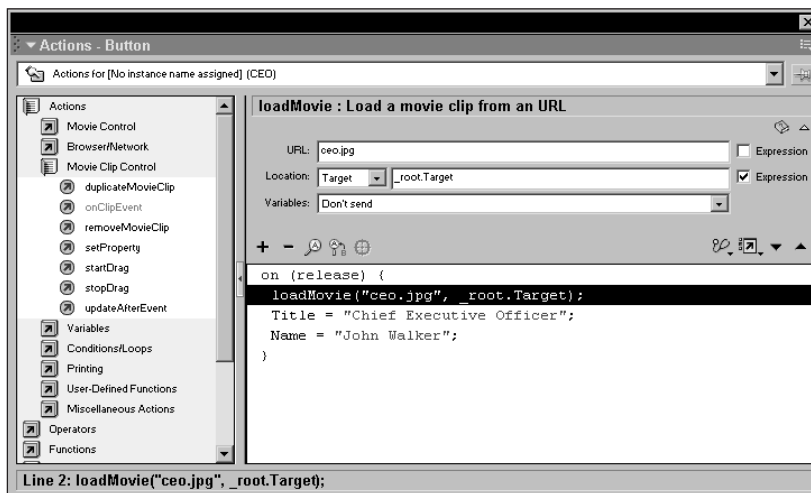 Actions - Button
Actions for [No instance name assigned] (CEO)
Actions
Movie Control
Browser/Network
Movie Clip Control
duplicateMovieClip
onClipEvent
removeMovieClip
setProperty
startDrag
stopDrag
updateAfterEvent
Variables
Conditions/Loops
Printing
User-Defined Functions
Miscellaneous Actions
Operators
Functions
loadMovie : Load a movie clip from an URL
URL: ceo.jpg Expression
Location: Target _root.Target Expression
Variables: Don't send
on (release) {
loadMovie("ceo.jpg", _root.Target);
Title = "Chief Executive Officer";
Name = "John Walker";
}
Line 2: loadMovie("ceo.jpg", _root.Target);